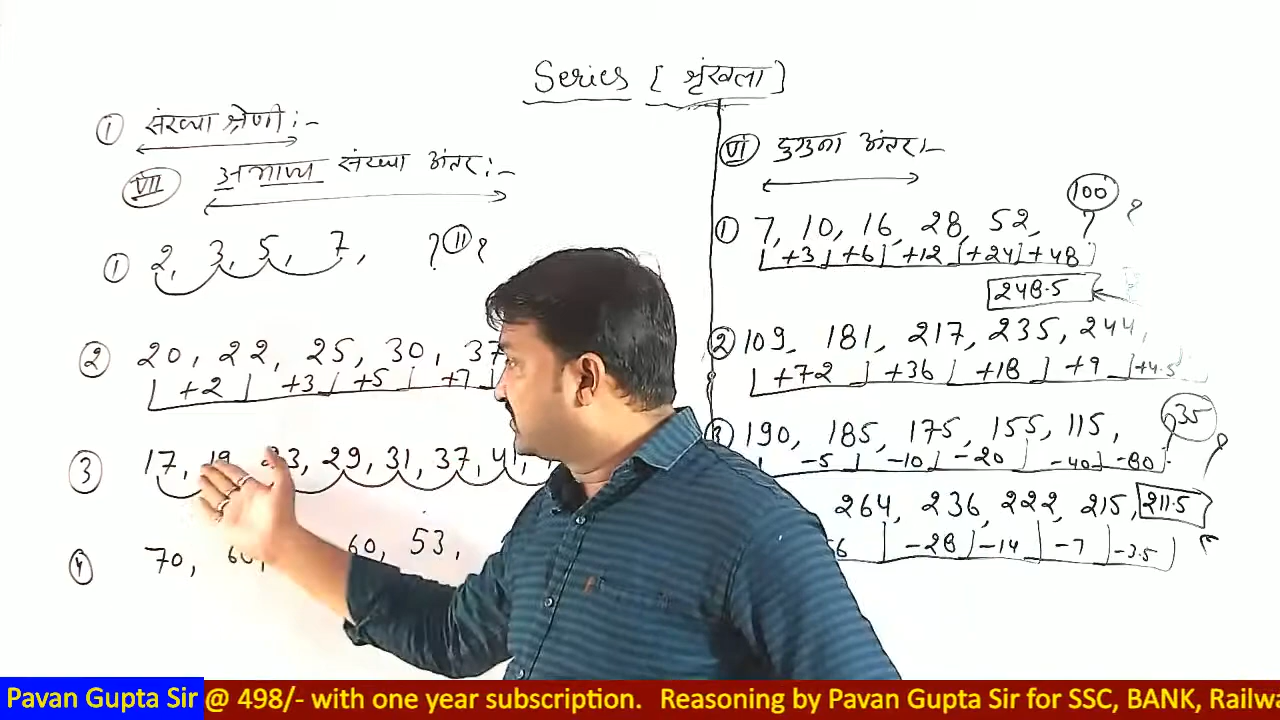 Series [ श्रृंखला ]
① संख्या श्रेणी :-
VII अभाज्य संख्या अंतर :-
① 2, 3, 5, 7, ? 11 ?
② 20, 22, 25, 30, 37
+2 +3 +5 +7
③ 17, 19, 23, 29, 31, 37, 41,
④ 70, 60, 53,
VI दुगुना अंतर :-
100
① 7, 10, 16, 28, 52, ? ?
+3 +6 +12 +24 +48
248.5
② 109, 181, 217, 235, 244,
+72 +36 +18 +9 +4.5
35
③ 190, 185, 175, 155, 115, ?
-5 -10 -20 -40 -80
264, 236, 222, 215, 211.5
-28 -14 -7 -3.5
Pavan Gupta Sir @ 498/- with one year subscription. Reasoning by Pavan Gupta Sir for SSC, BANK,